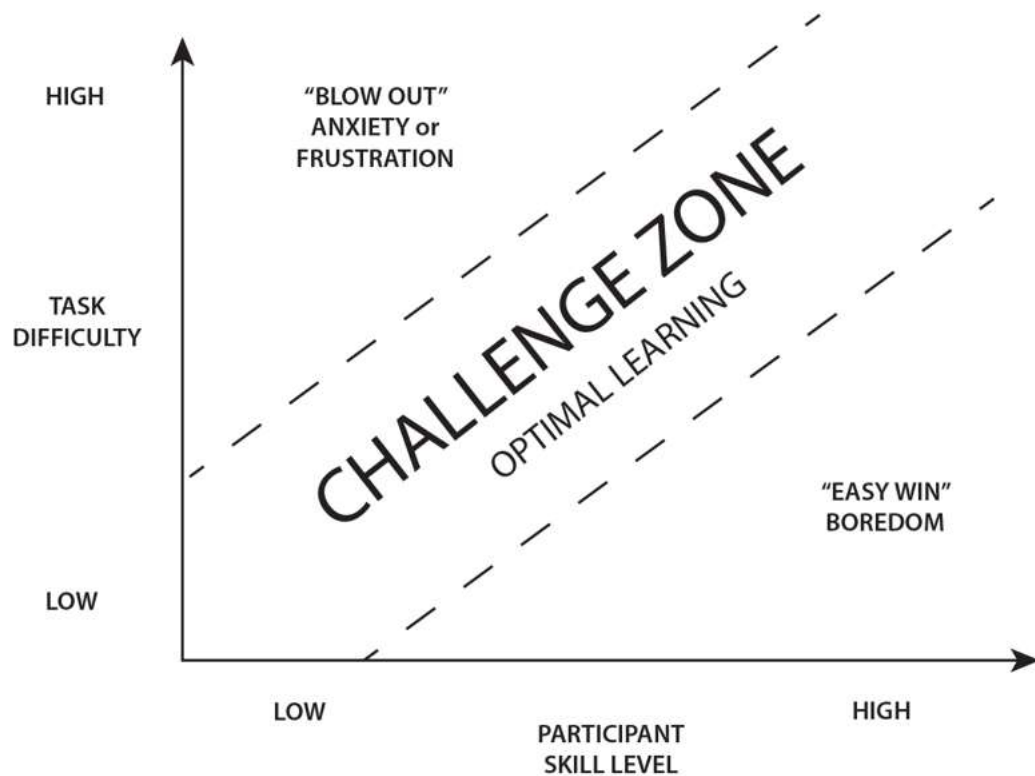 HIGH
“BLOW OUT”
ANXIETY or
FRUSTRATION
CHALLENGE ZONE
OPTIMAL LEARNING
TASK
DIFFICULTY
“EASY WIN”
BOREDOM
LOW
LOW
HIGH
PARTICIPANT
SKILL LEVEL